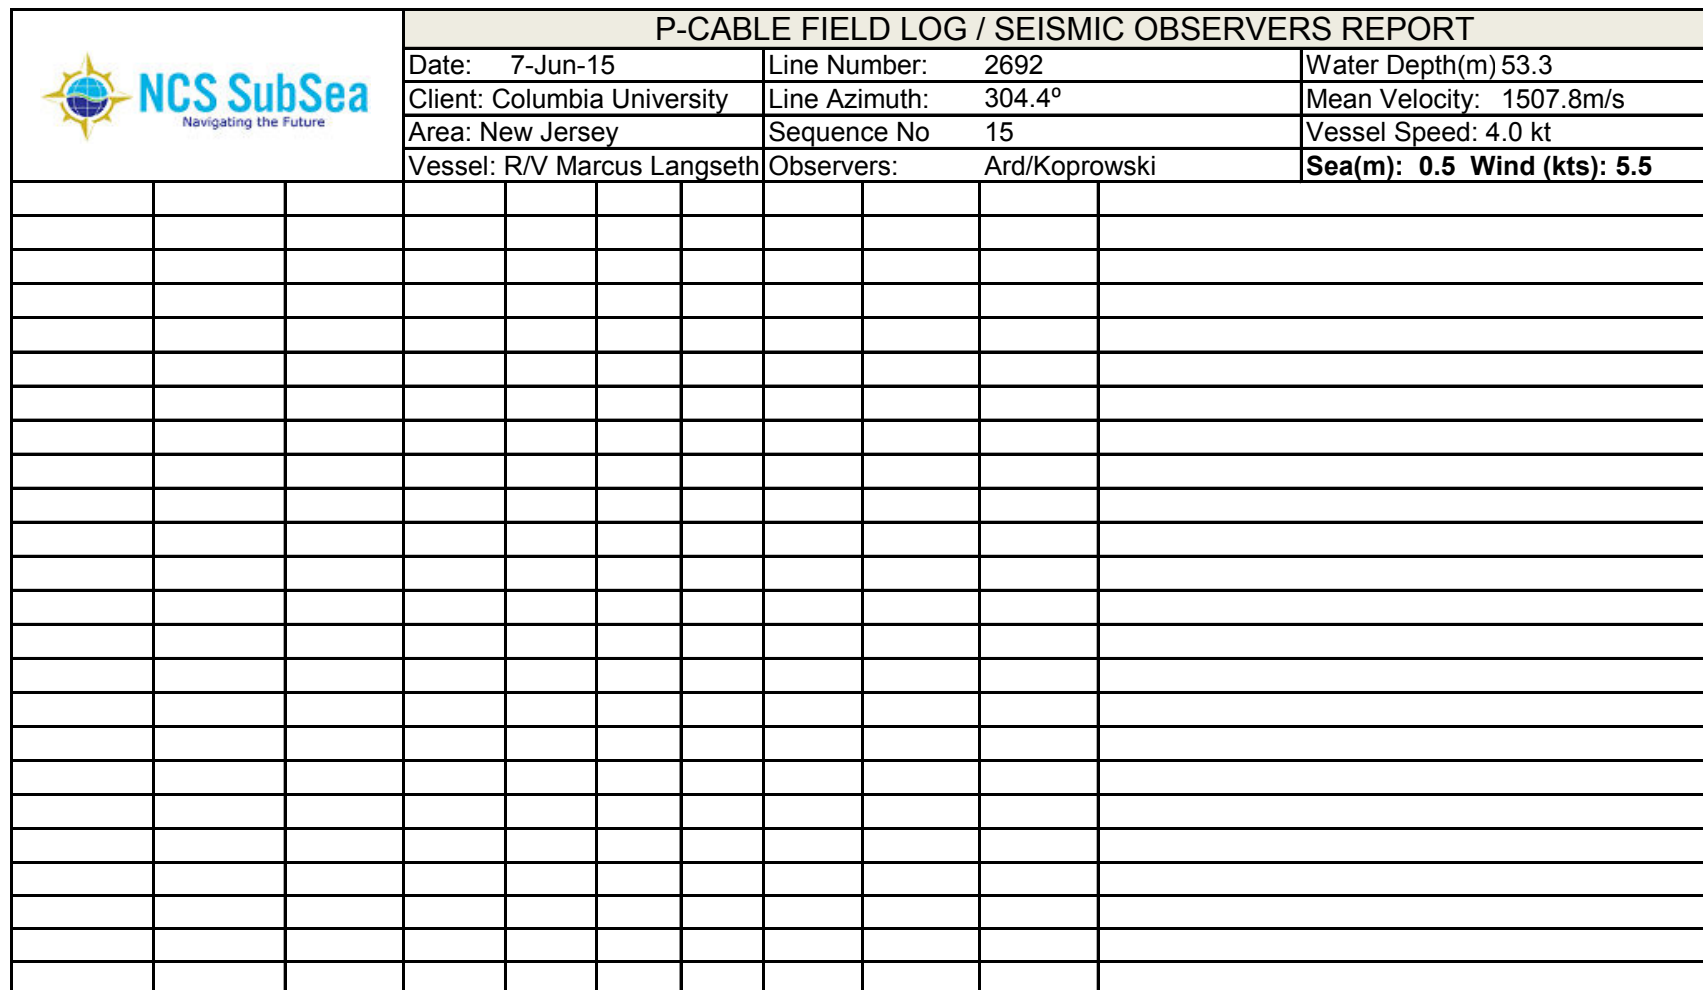 P-CABLE FIELD LOG / SEISMIC OBSERVERS REPORT
NCS SubSea
Navigating the Future
Date: 7-Jun-15 Line Number: 2692 Water Depth(m) 53.3
Client: Columbia University Line Azimuth: 304.4º Mean Velocity: 1507.8m/s
Area: New Jersey Sequence No 15 Vessel Speed: 4.0 kt
Vessel: R/V Marcus Langseth Observers: Ard/Koprowski Sea(m): 0.5 Wind (kts): 5.5